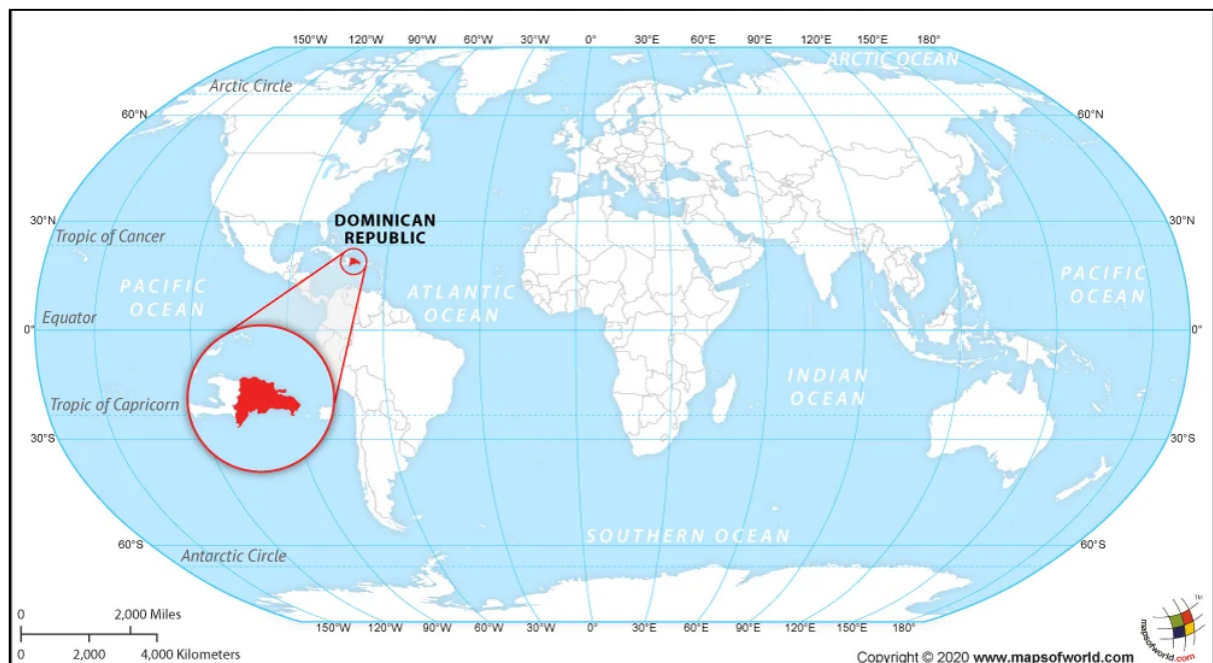 150°W 120°W 90°W 60°W 30°W 0° 30°E 60°E 90°E 120°E 150°E 180°
ARCTIC OCEAN
Arctic Circle
60°N 60°N
30°N 30°N
DOMINICAN
REPUBLIC
Tropic of Cancer
PACIFIC
OCEAN
ATLANTIC
OCEAN
PACIFIC
OCEAN
Equator
0° 0°
INDIAN
OCEAN
Tropic of Capricorn
30°S 30°S
SOUTHERN OCEAN
60°S 60°S
Antarctic Circle
150°W 120°W 90°W 60°W 30°W 0° 30°E 60°E 90°E 120°E 150°E 180°
0 2,000 Miles
0 2,000 4,000 Kilometers
TM
mapsofworld.com
Copyright © 2020 www.mapsofworld.com